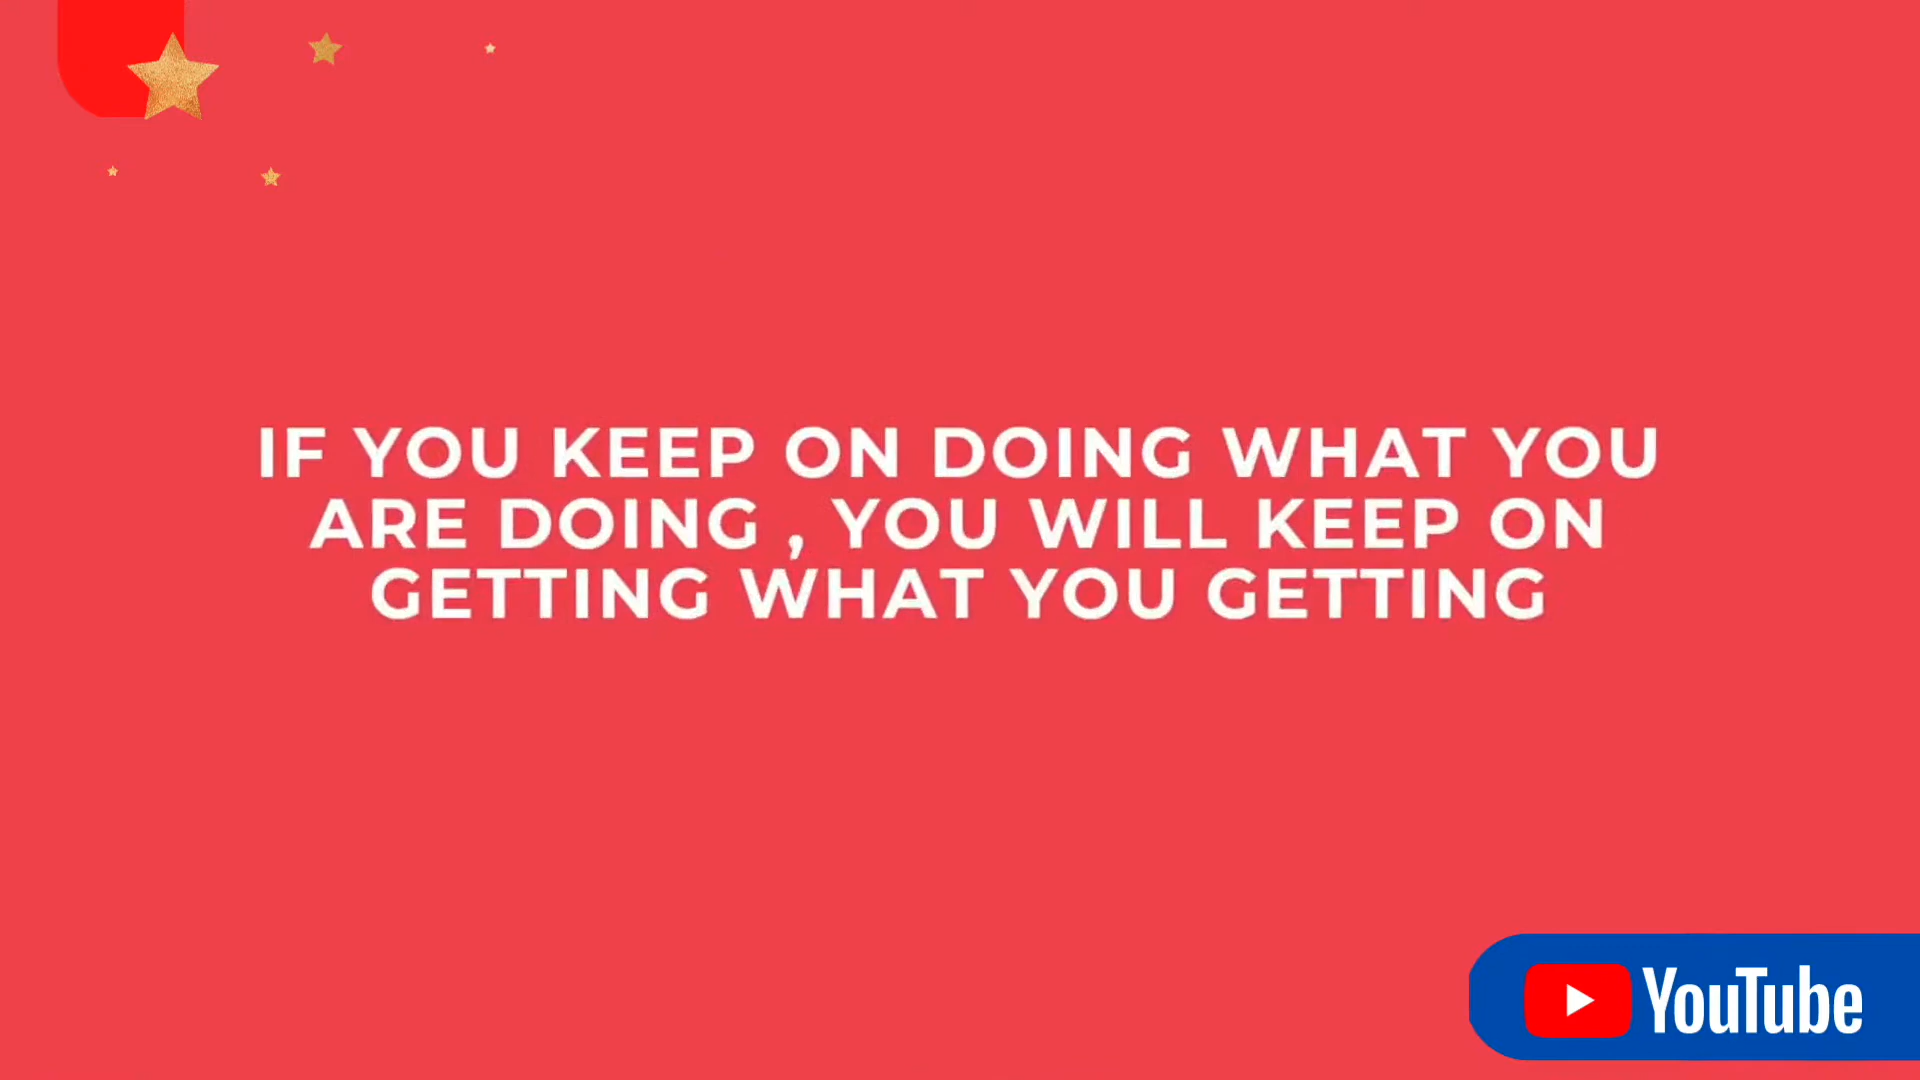 IF YOU KEEP ON DOING WHAT YOU
ARE DOING , YOU WILL KEEP ON
GETTING WHAT YOU GETTING
YouTube